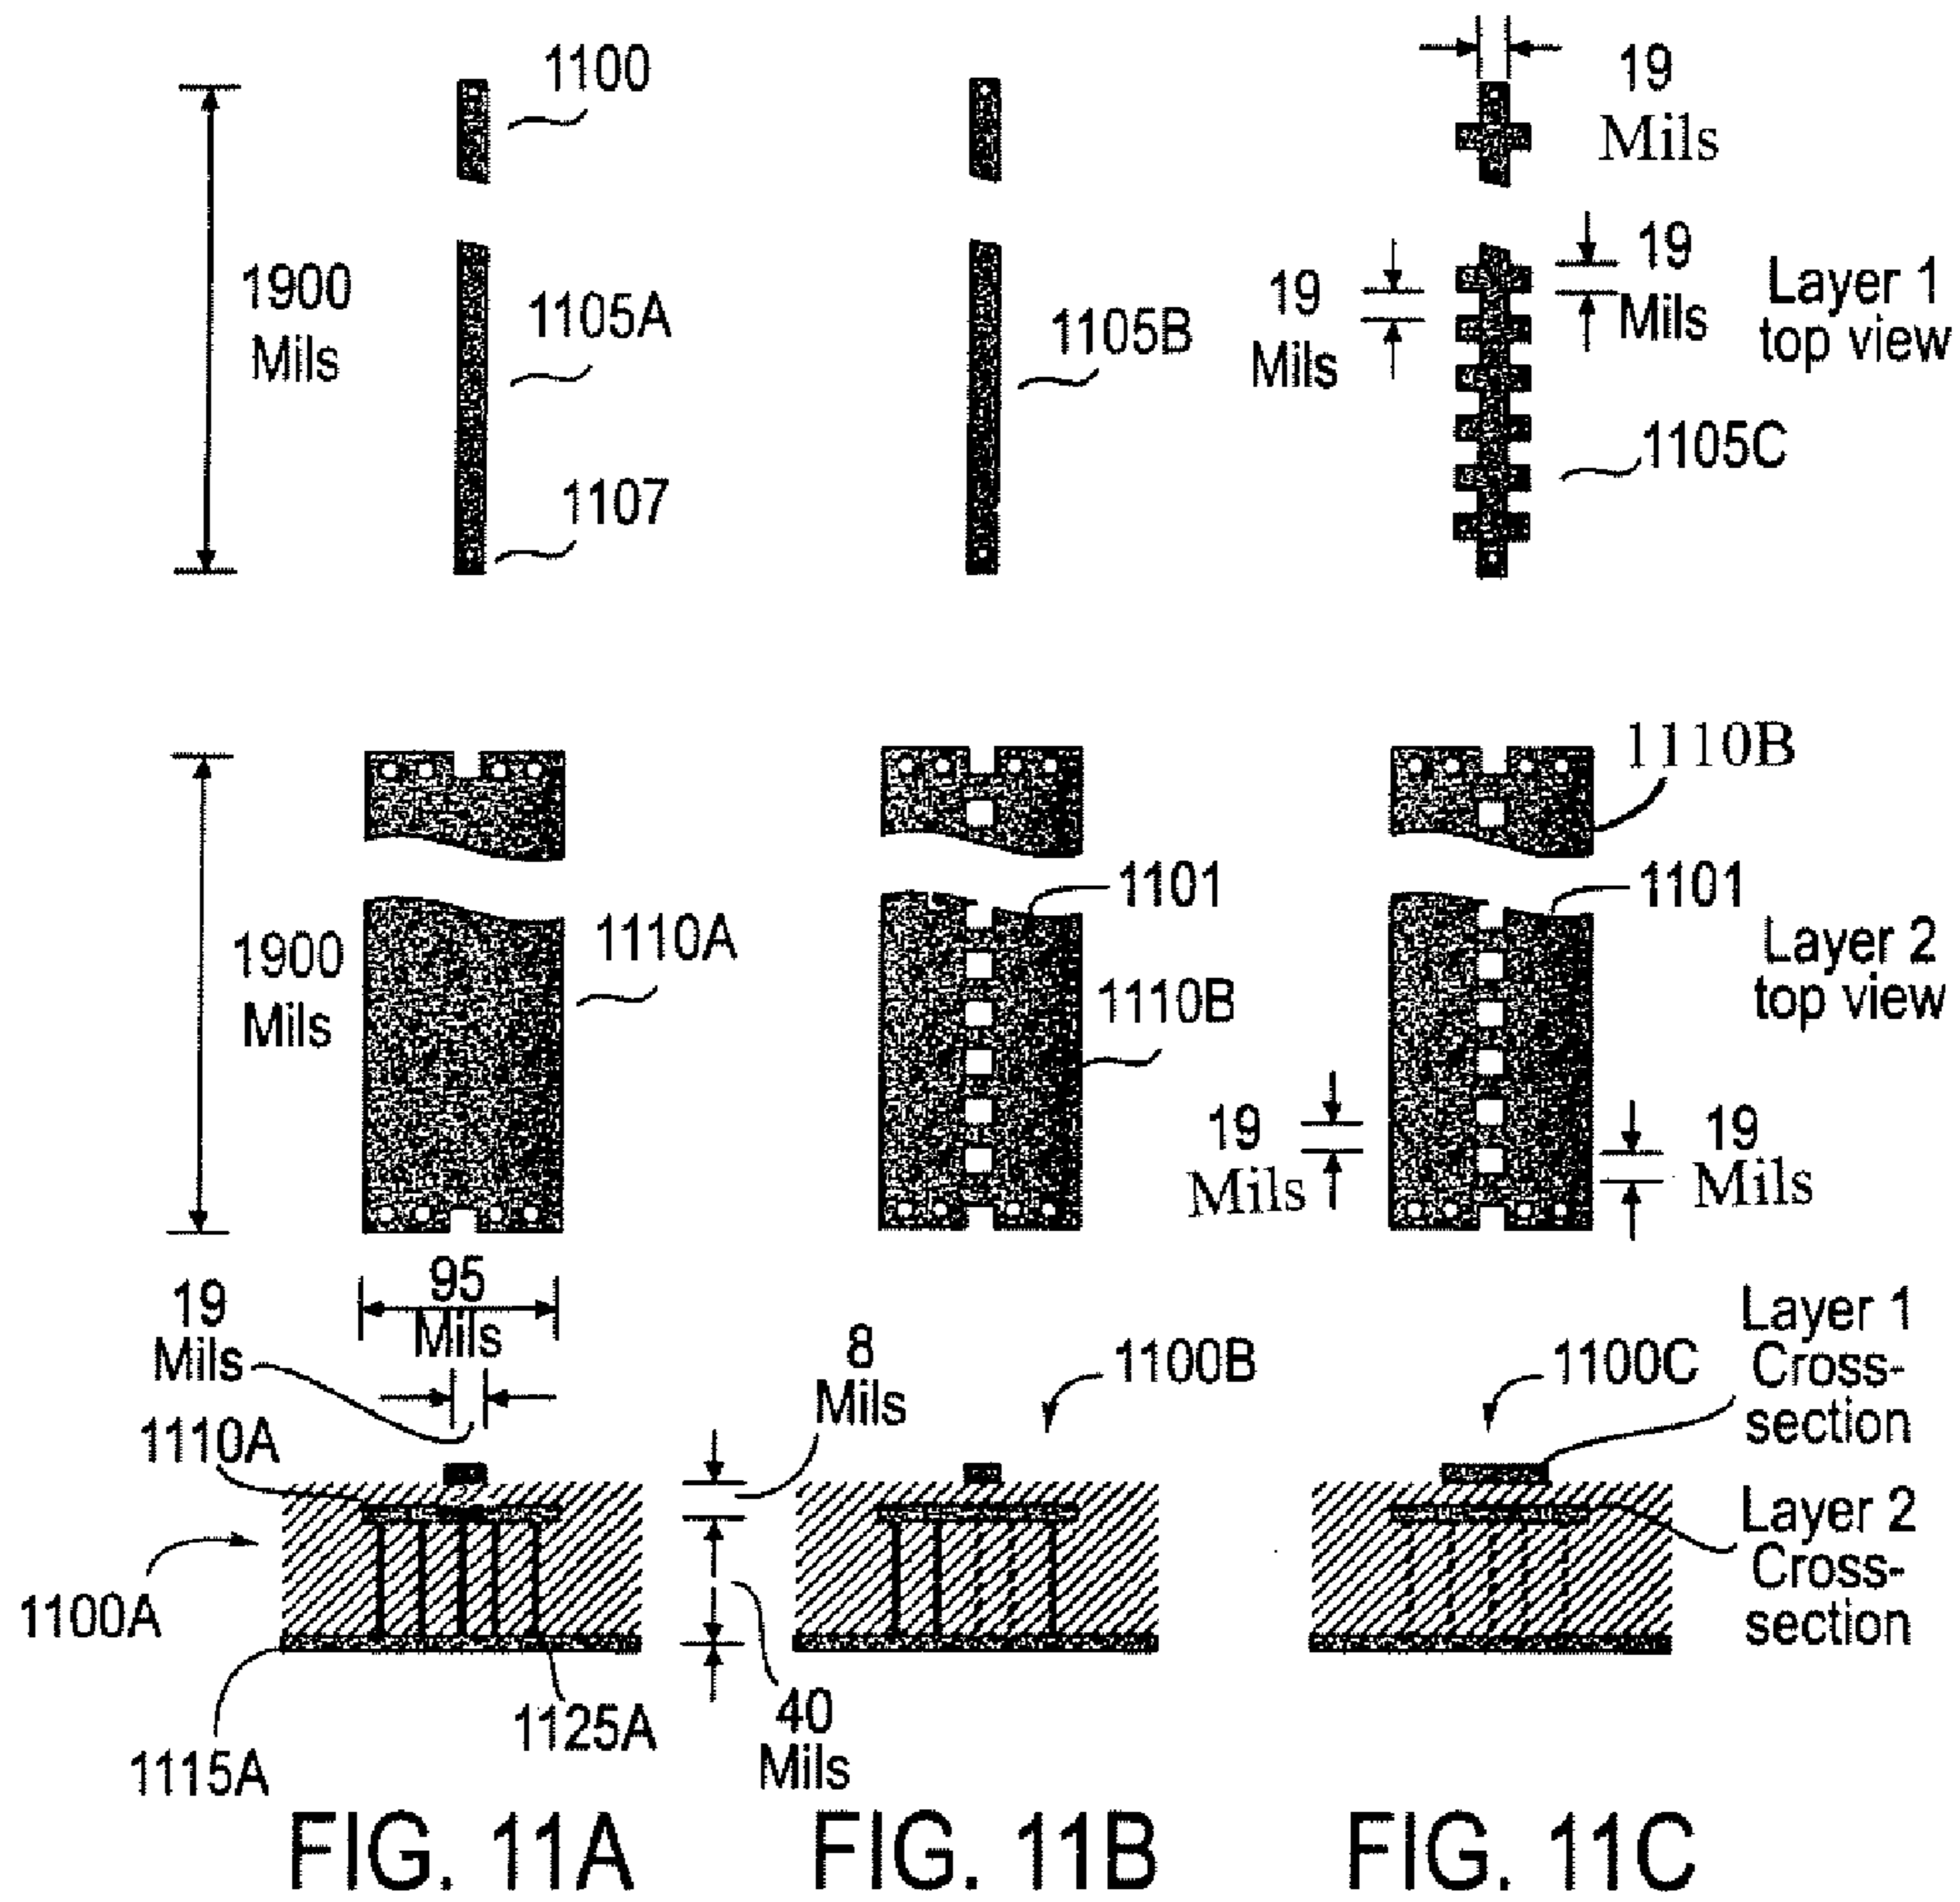 1100
19
Mils
1900
Mils
1105A
1105B
19
Mils
19
Mils
Layer 1
top view
1105C
1107
1110B
1101
1101
1900
Mils
1110A
Layer 2
top view
1110B
19
Mils
19
Mils
95
Mils
19
Mils
8
Mils
1100B
1100C
Layer 1
Cross-
section
1110A
1100A
Layer 2
Cross-
section
1115A
1125A
40
Mils
FIG. 11A
FIG. 11B
FIG. 11C